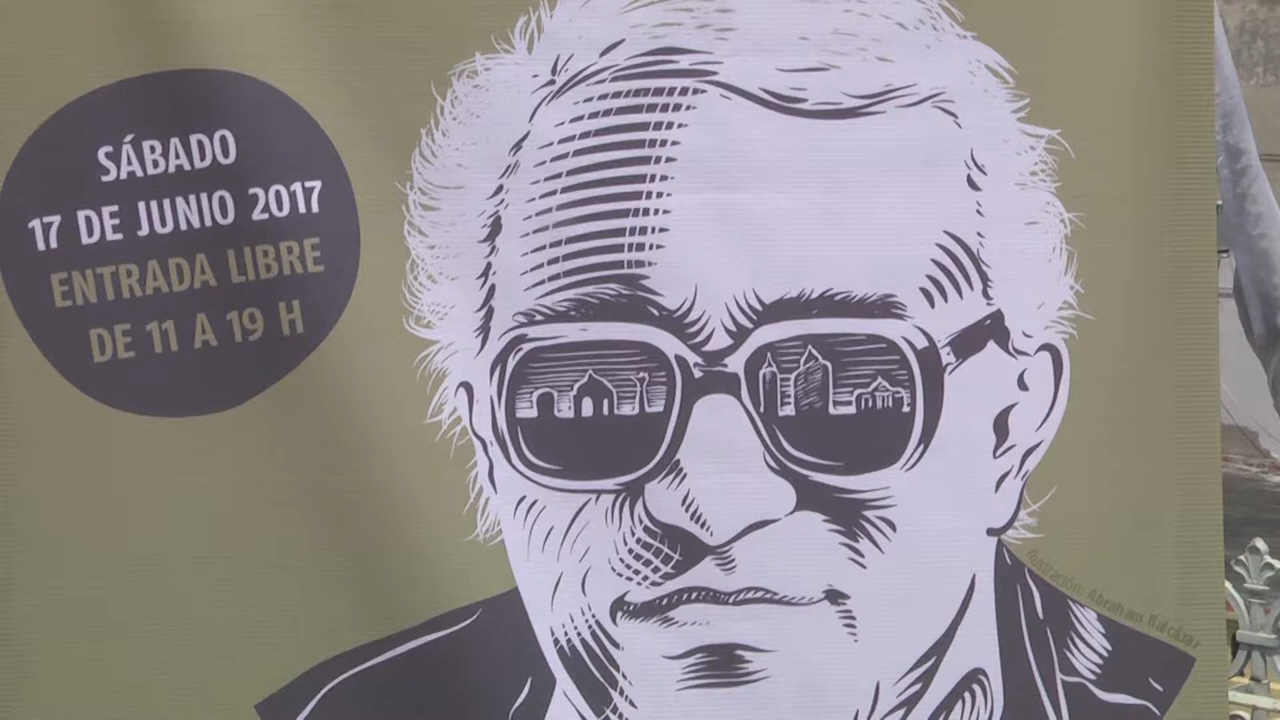 SÁBADO
17 DE JUNIO 2017
ENTRADA LIBRE
DE 11 A 19 H
Ilustración: Abraham Balcázar